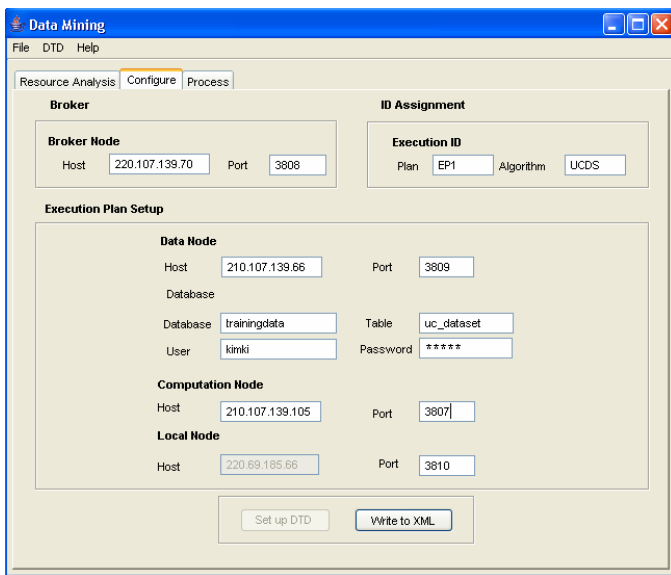 Data Mining
File DTD Help
Resource Analysis Configure Process
Broker ID Assignment
Broker Node Execution ID
Host 220.107.139.70 Port 3808 Plan EP1 Algorithm UCDS
Execution Plan Setup
Data Node
Host 210.107.139.66 Port 3809
Database
Database trainingdata Table uc_dataset
User kimki Password *****
Computation Node
Host 210.107.139.105 Port 3807
Local Node
Host 220.69.185.66 Port 3810
Set up DTD Write to XML